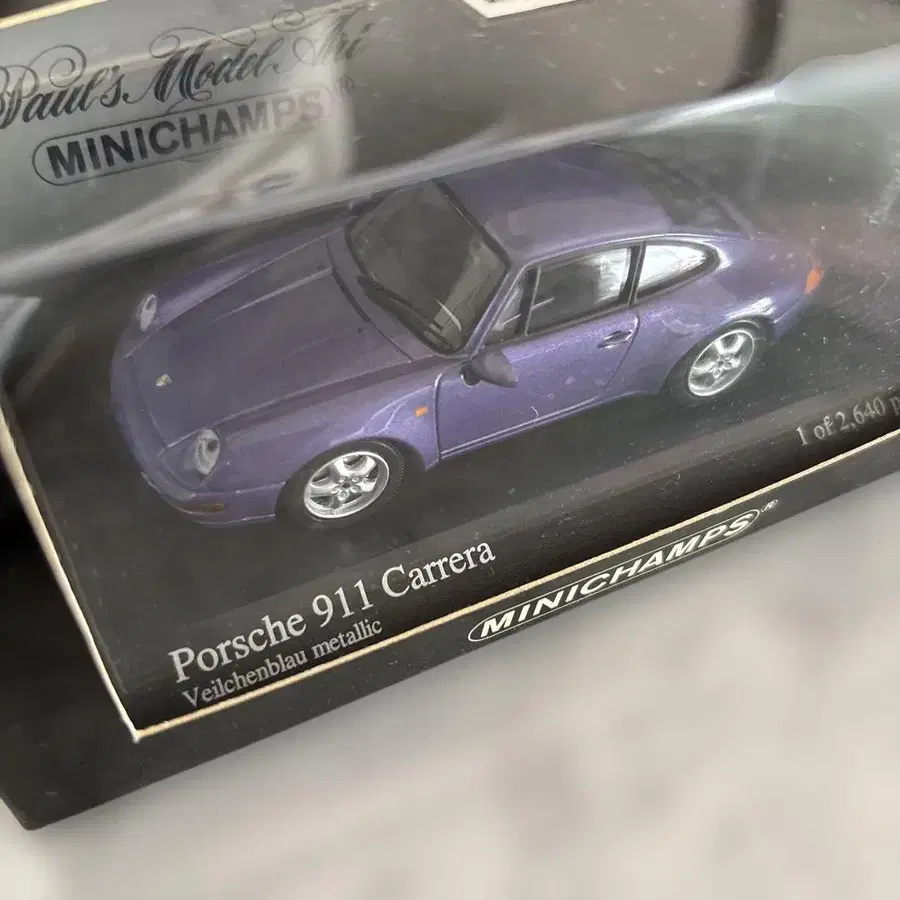 Paul's Model Art
MINICHAMPS®
1 of 2,640 p
Porsche 911 Carrera
Veilchenblau metallic
MINICHAMPS®